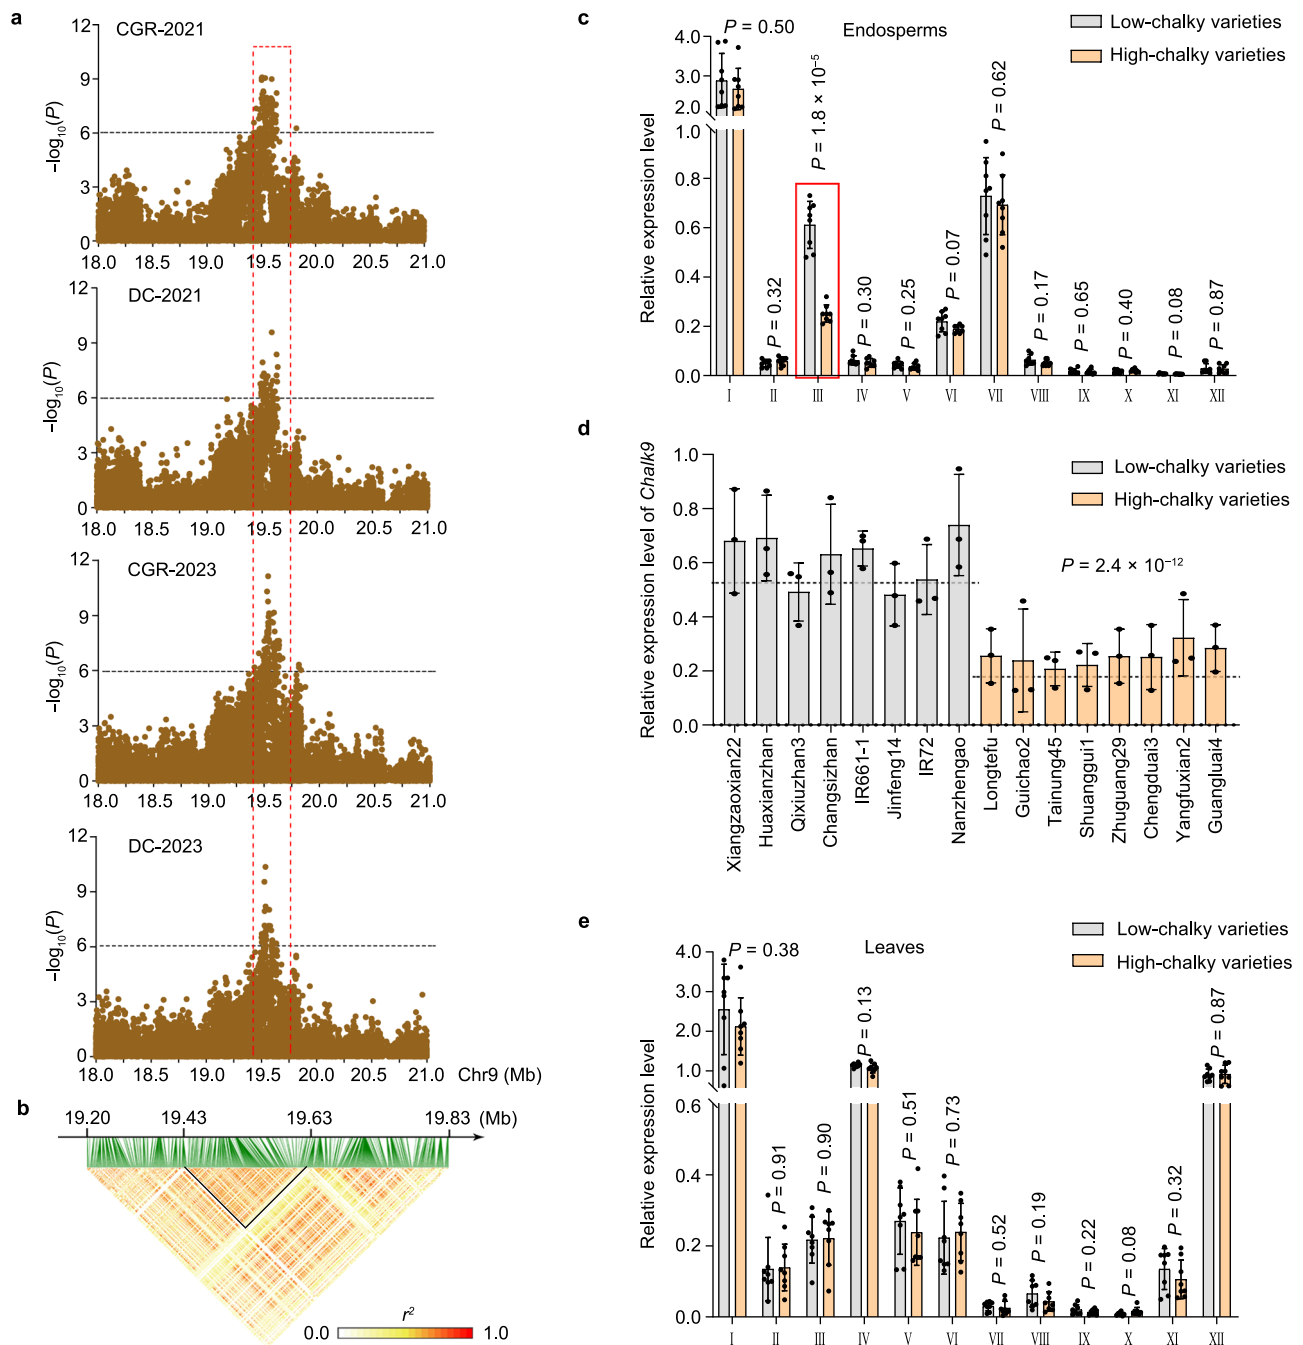 a
CGR-2021
12
9
6
3
0
−log10(P)
18.0 18.5 19.0 19.5 20.0 20.5 21.0
DC-2021
12
9
6
3
0
−log10(P)
18.0 18.5 19.0 19.5 20.0 20.5 21.0
CGR-2023
12
9
6
3
0
−log10(P)
18.0 18.5 19.0 19.5 20.0 20.5 21.0
DC-2023
12
9
6
3
0
−log10(P)
18.0 18.5 19.0 19.5 20.0 20.5 21.0 Chr9 (Mb)
b
19.20 19.43 19.63 19.83 (Mb)
r2
0.0 1.0
c
Endosperms
Low-chalky varieties
High-chalky varieties
Relative expression level
4.0
3.0
2.0
1.0
0.8
0.6
0.4
0.2
0.0
P = 0.50
P = 0.32
P = 1.8 × 10−5
P = 0.30
P = 0.25
P = 0.07
P = 0.62
P = 0.17
P = 0.65
P = 0.40
P = 0.08
P = 0.87
I II III IV V VI VII VIII IX X XI XII
d
Low-chalky varieties
High-chalky varieties
Relative expression level of Chalk9
1.0
0.8
0.6
0.4
0.2
0.0
P = 2.4 × 10−12
Xiangzaoxian22
Huaxianzhan
Qixiuzhan3
Changsizhan
IR661-1
Jinfeng14
IR72
Nanzhengao
Longtefu
Guichao2
Tainung45
Shuanggui1
Zhuguang29
Chengduai3
Yangfuxian2
Guangluai4
e
Leaves
Low-chalky varieties
High-chalky varieties
Relative expression level
4.0
3.0
2.0
1.0
0.6
0.4
0.2
0.0
P = 0.38
P = 0.91
P = 0.90
P = 0.13
P = 0.51
P = 0.73
P = 0.52
P = 0.19
P = 0.22
P = 0.08
P = 0.32
P = 0.87
I II III IV V VI VII VIII IX X XI XII